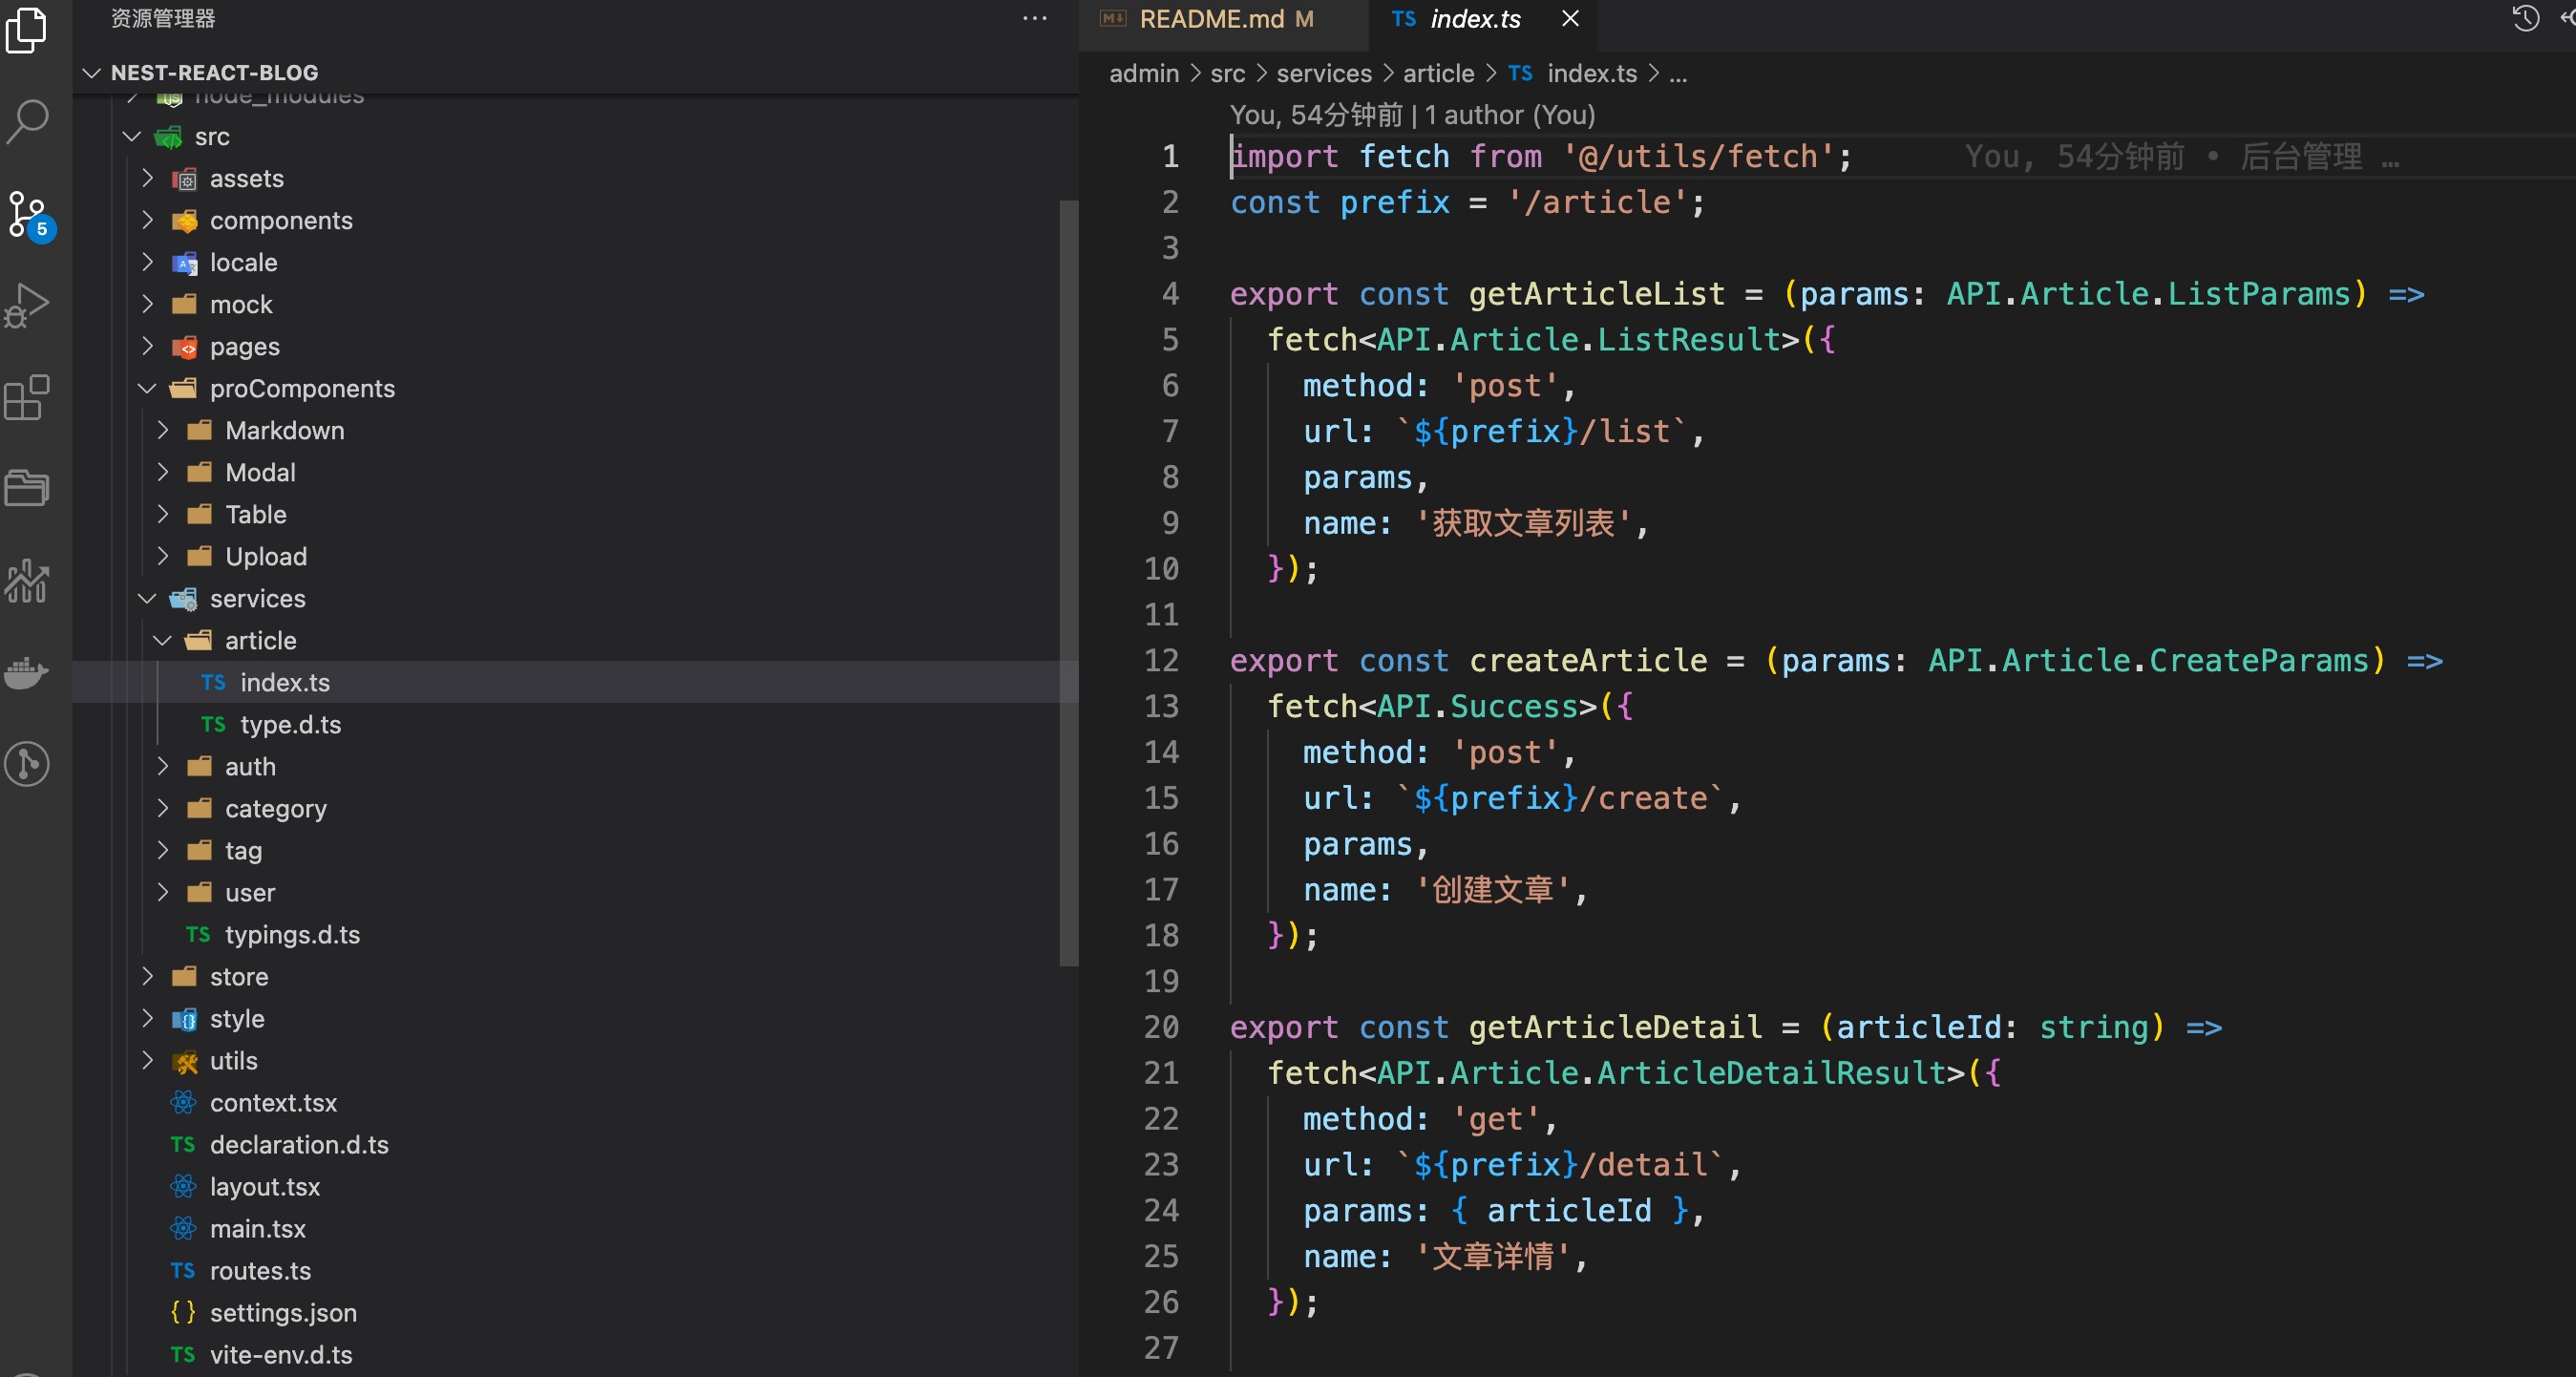 资源管理器
NEST-REACT-BLOG
node_modules
src
assets
components
locale
mock
pages
proComponents
Markdown
Modal
Table
Upload
services
article
TS index.ts
TS type.d.ts
auth
category
tag
user
TS typings.d.ts
store
style
utils
context.tsx
TS declaration.d.ts
layout.tsx
main.tsx
TS routes.ts
{ } settings.json
TS vite-env.d.ts
5
README.md M
TS index.ts
admin > src > services > article > TS index.ts > ...
You, 54分钟前 | 1 author (You)
1 import fetch from '@/utils/fetch'; You, 54分钟前 • 后台管理 …
2 const prefix = '/article';
3
4 export const getArticleList = (params: API.Article.ListParams) =>
5 fetch<API.Article.ListResult>({
6 method: 'post',
7 url: `${prefix}/list`,
8 params,
9 name: '获取文章列表',
10 });
11
12 export const createArticle = (params: API.Article.CreateParams) =>
13 fetch<API.Success>({
14 method: 'post',
15 url: `${prefix}/create`,
16 params,
17 name: '创建文章',
18 });
19
20 export const getArticleDetail = (articleId: string) =>
21 fetch<API.Article.ArticleDetailResult>({
22 method: 'get',
23 url: `${prefix}/detail`,
24 params: { articleId },
25 name: '文章详情',
26 });
27